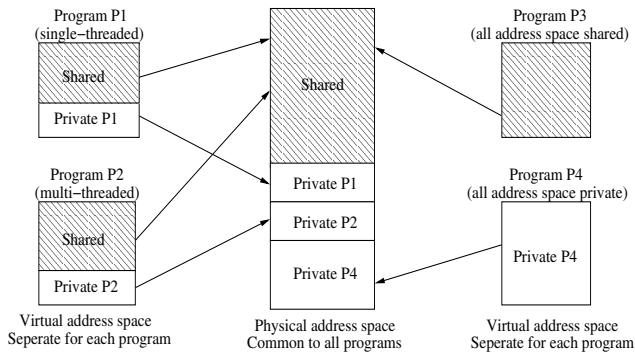 Program P1
(single−threaded)
Shared
Private P1
Program P2
(multi−threaded)
Shared
Private P2
Virtual address space
Seperate for each program
Shared
Private P1
Private P2
Private P4
Physical address space
Common to all programs
Program P3
(all address space shared)
Program P4
(all address space private)
Private P4
Virtual address space
Seperate for each program